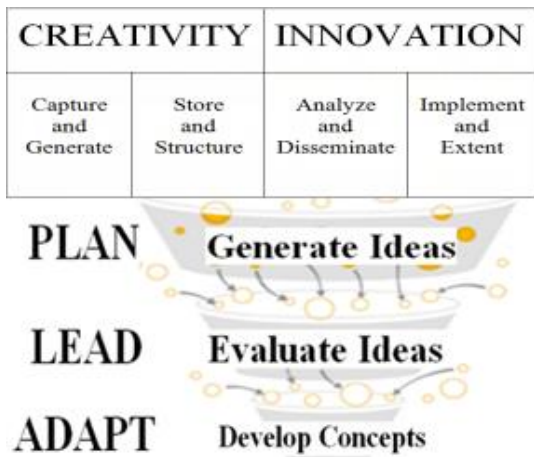 CREATIVITY INNOVATION
Capture and Generate
Store and Structure
Analyze and Disseminate
Implement and Extent
PLAN Generate Ideas
LEAD Evaluate Ideas
ADAPT Develop Concepts